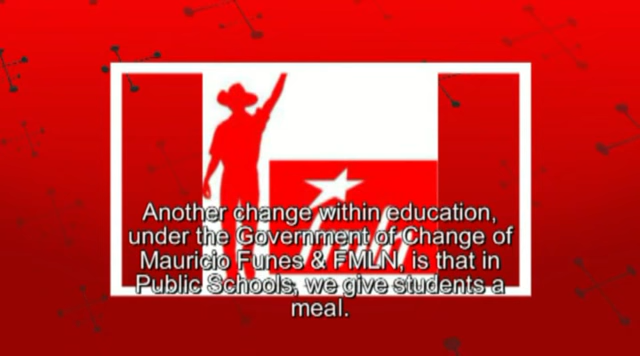 Another change within education,
under the Government of Change of
Mauricio Funes & FMLN, is that in
Public Schools, we give students a
meal.